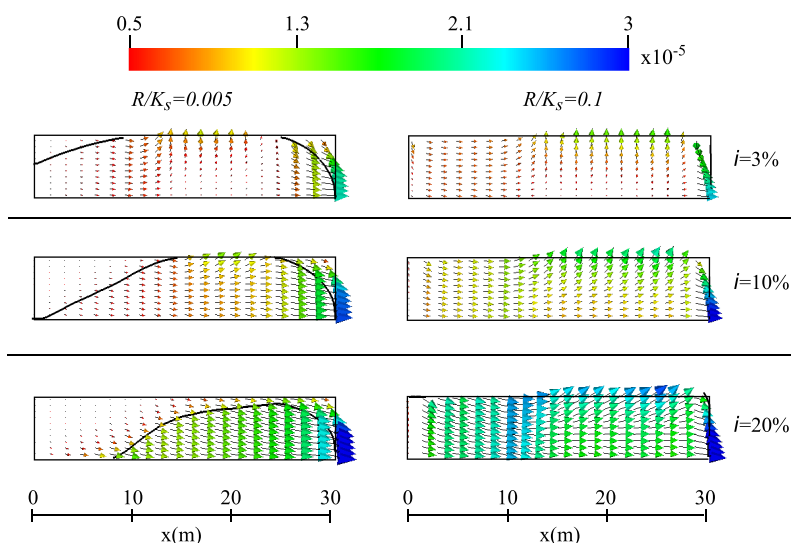 0.5 1.3 2.1 3
x10-5
R/Ks=0.005 R/Ks=0.1
i=3%
i=10%
i=20%
0 10 20 30 0 10 20 30
x(m) x(m)